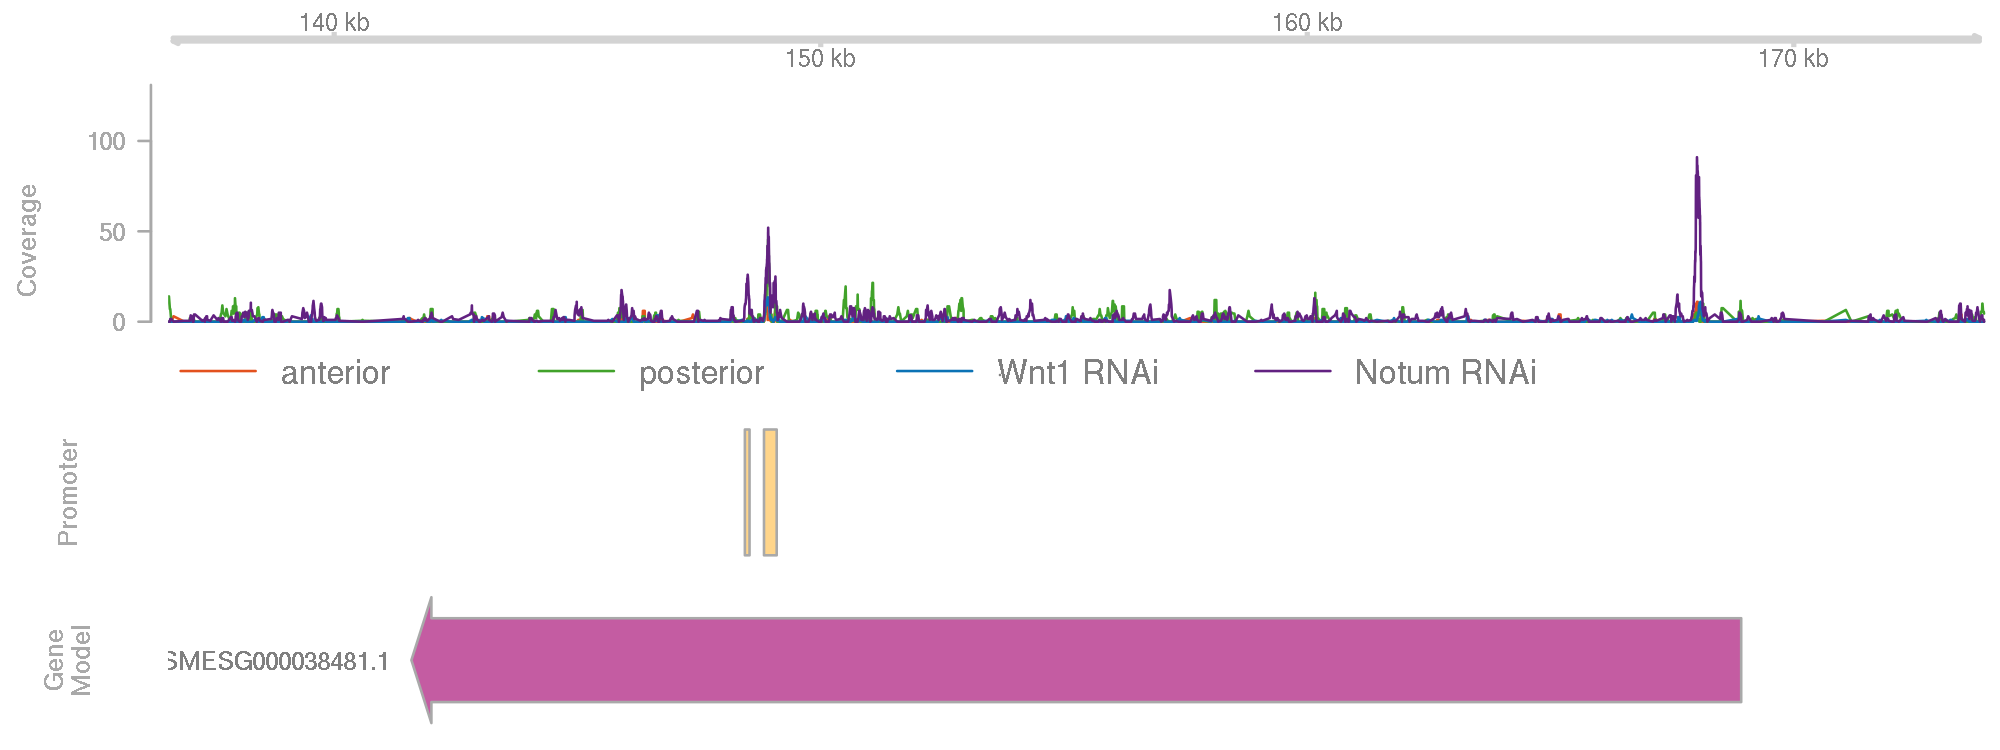 140 kb 160 kb
150 kb 170 kb
100
50
0
Coverage
anterior posterior Wnt1 RNAi Notum RNAi
Promoter
Gene
Model
SMESG000038481.1